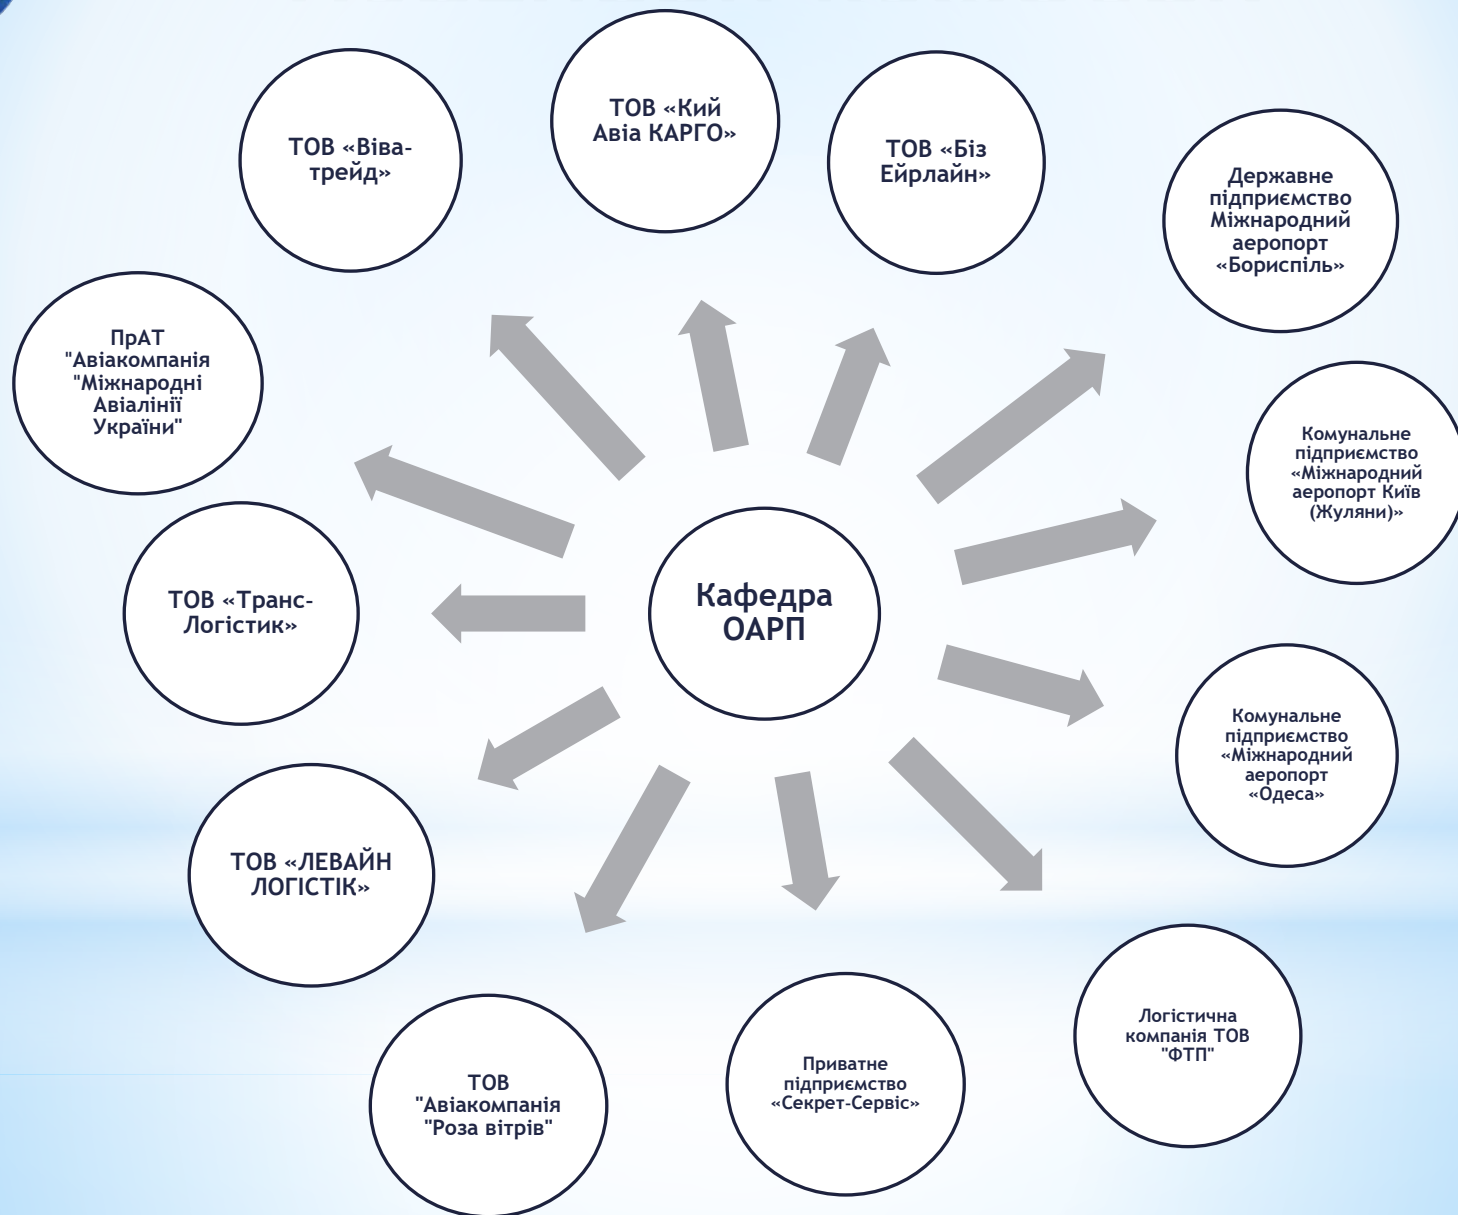 ТОВ «Кий
Авіа КАРГО»
ТОВ «Віва-
трейд»
ТОВ «Біз
Ейрлайн»
Державне
підприємство
Міжнародний
аеропорт
«Бориспіль»
ПрАТ
"Авіакомпанія
"Міжнародні
Авіалінії
України"
Комунальне
підприємство
«Міжнародний
аеропорт Київ
(Жуляни)»
ТОВ «Транс-
Логістик»
Кафедра
ОАРП
Комунальне
підприємство
«Міжнародний
аеропорт
«Одеса»
ТОВ «ЛЕВАЙН
ЛОГІСТІК»
Логістична
компанія ТОВ
"ФТП"
ТОВ
"Авіакомпанія
"Роза вітрів"
Приватне
підприємство
«Секрет-Сервіс»